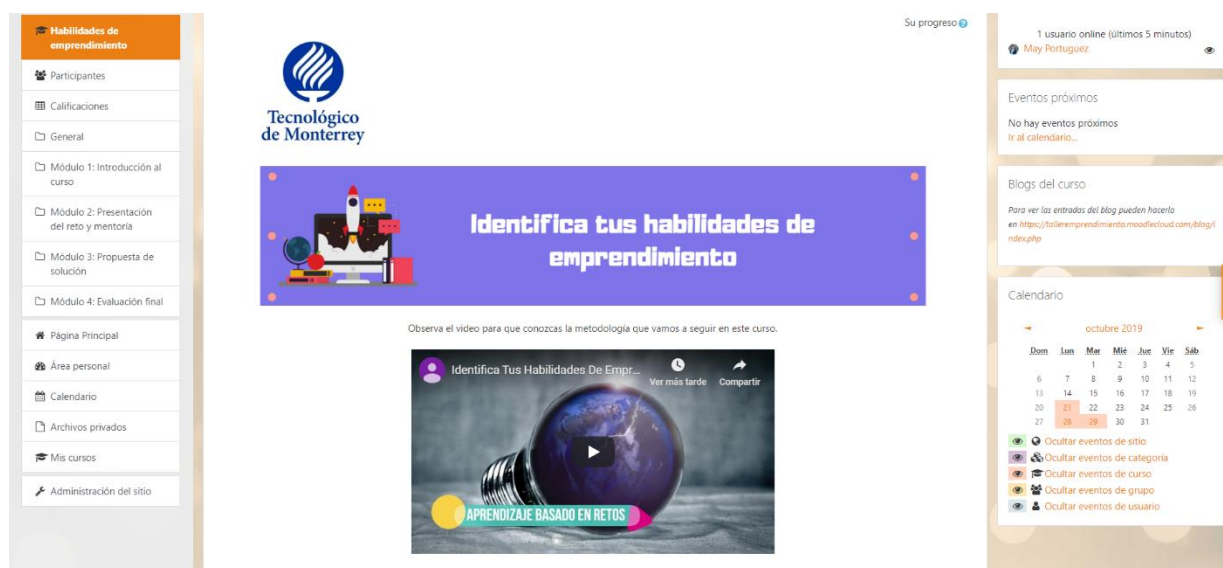 Habilidades de
emprendimiento
Participantes
Calificaciones
General
Módulo 1: Introducción al
curso
Módulo 2: Presentación
del reto y mentoría
Módulo 3: Propuesta de
solución
Módulo 4: Evaluación final
Página Principal
Área personal
Calendario
Archivos privados
Mis cursos
Administración del sitio
Su progreso
Tecnológico
de Monterrey
Identifica tus habilidades de
emprendimiento
Observa el video para que conozcas la metodología que vamos a seguir en este curso.
Identifica Tus Habilidades De Empr...
Ver más tarde
Compartir
APRENDIZAJE BASADO EN RETOS
1 usuario online (últimos 5 minutos)
May Portuguez
Eventos próximos
No hay eventos próximos
Ir al calendario...
Blogs del curso
Para ver las entradas del blog pueden hacerlo
en https://talleremprendimiento.moodlecloud.com/blog/i
ndex.php
Calendario
octubre 2019
Dom Lun Mar Mié Jue Vie Sáb
1 2 3 4 5
6 7 8 9 10 11 12
13 14 15 16 17 18 19
20 21 22 23 24 25 26
27 28 29 30 31
Ocultar eventos de sitio
Ocultar eventos de categoría
Ocultar eventos de curso
Ocultar eventos de grupo
Ocultar eventos de usuario